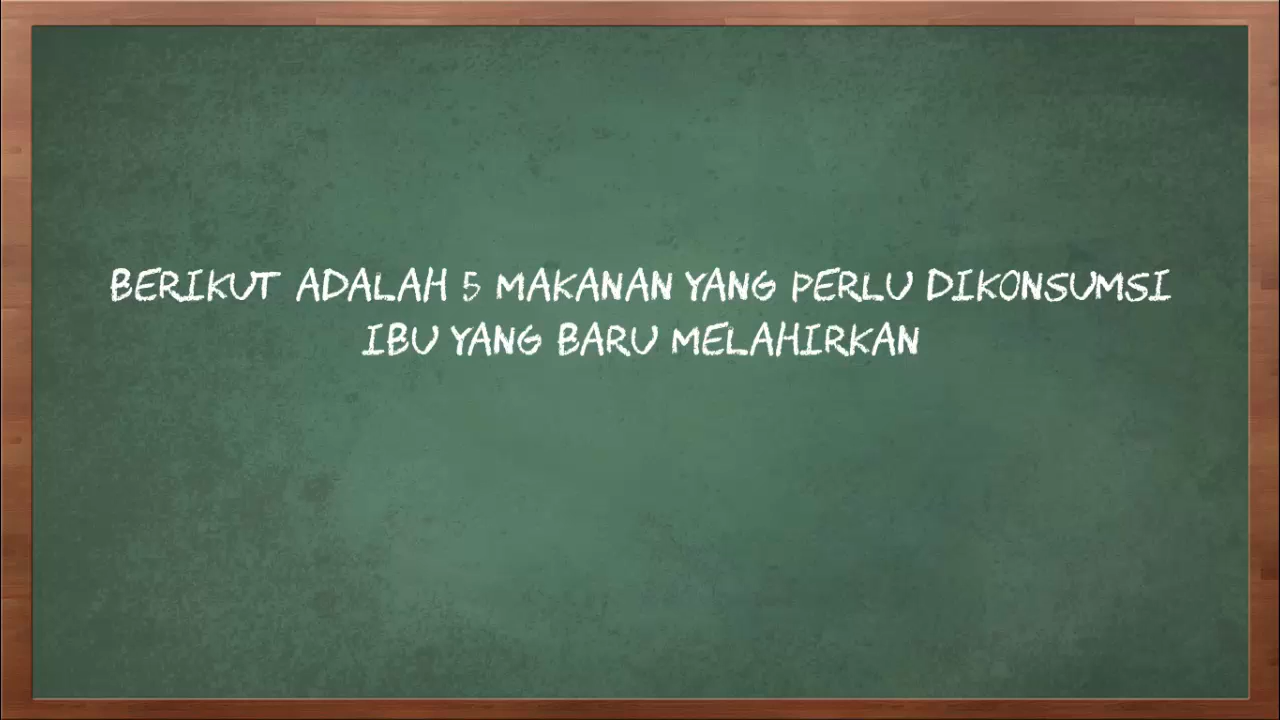 BERIKUT ADALAH 5 MAKANAN YANG PERLU DIKONSUMSI
IBU YANG BARU MELAHIRKAN